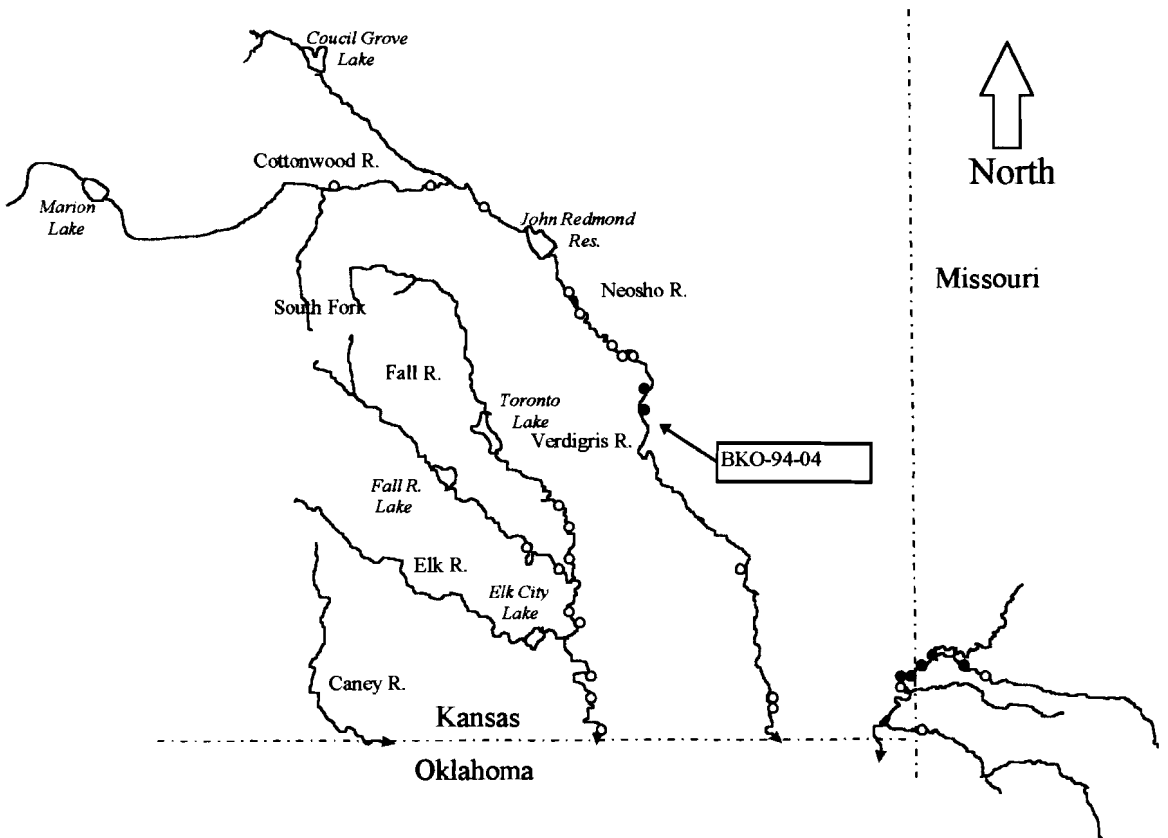 Coucil Grove
Lake
Cottonwood R.
North
Marion
Lake
John Redmond
Res.
Missouri
Neosho R.
South Fork
Fall R.
Toronto
Lake
Verdigris R.
BKO-94-04
Fall R.
Lake
Elk R.
Elk City
Lake
Caney R.
Kansas
Oklahoma